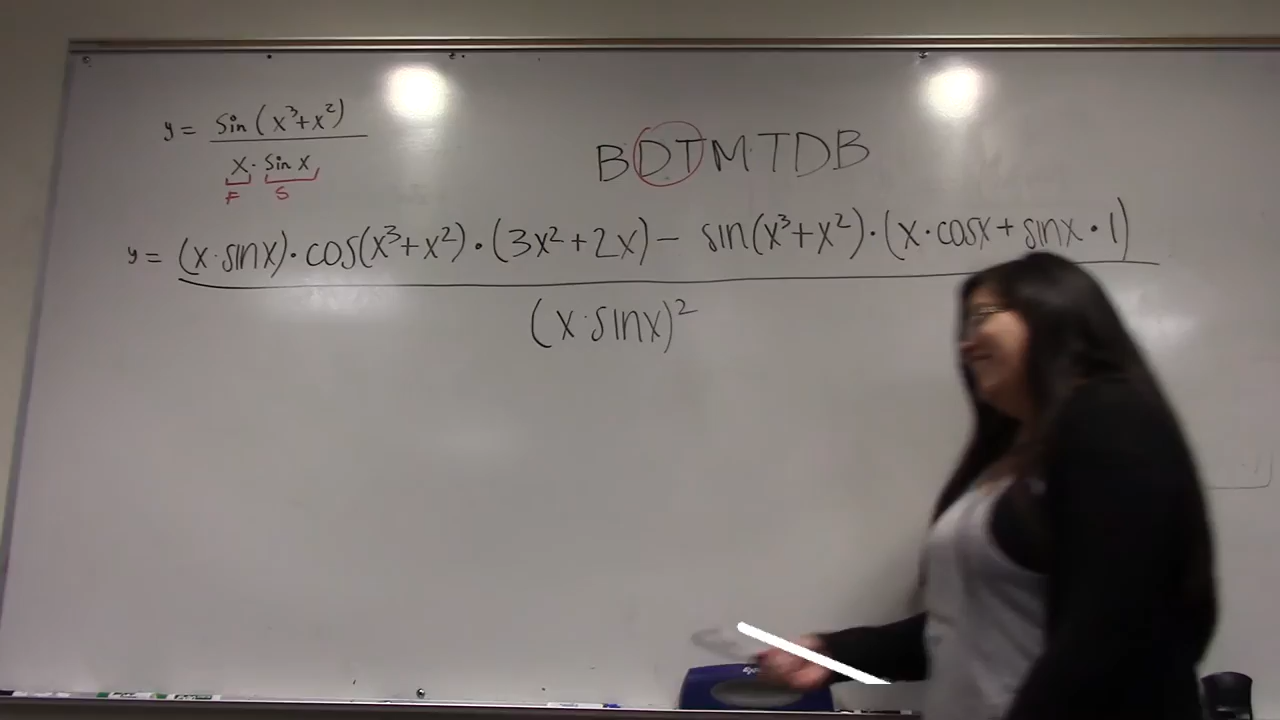 y = sin(x³+x²)
x · sin x
F S
BDTMTDB
y = (x·sinx)·cos(x³+x²)·(3x²+2x) − sin(x³+x²)·(x·cosx+sinx·1)
(x·sinx)²